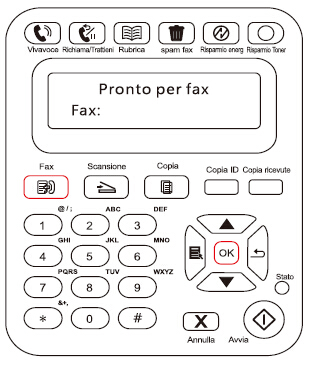 Vivavoce Richiama/Trattieni Rubrica spam fax Risparmio energ Risparmio Toner
Pronto per fax
Fax:
Fax Scansione Copia Copia ID Copia ricevute
@/; ABC DEF
1 2 3
GHI JKL MNO
4 5 6
OK
PQRS TUV WXYZ
7 8 9
Stato
&+,
* 0 #
X
Annulla Avvia